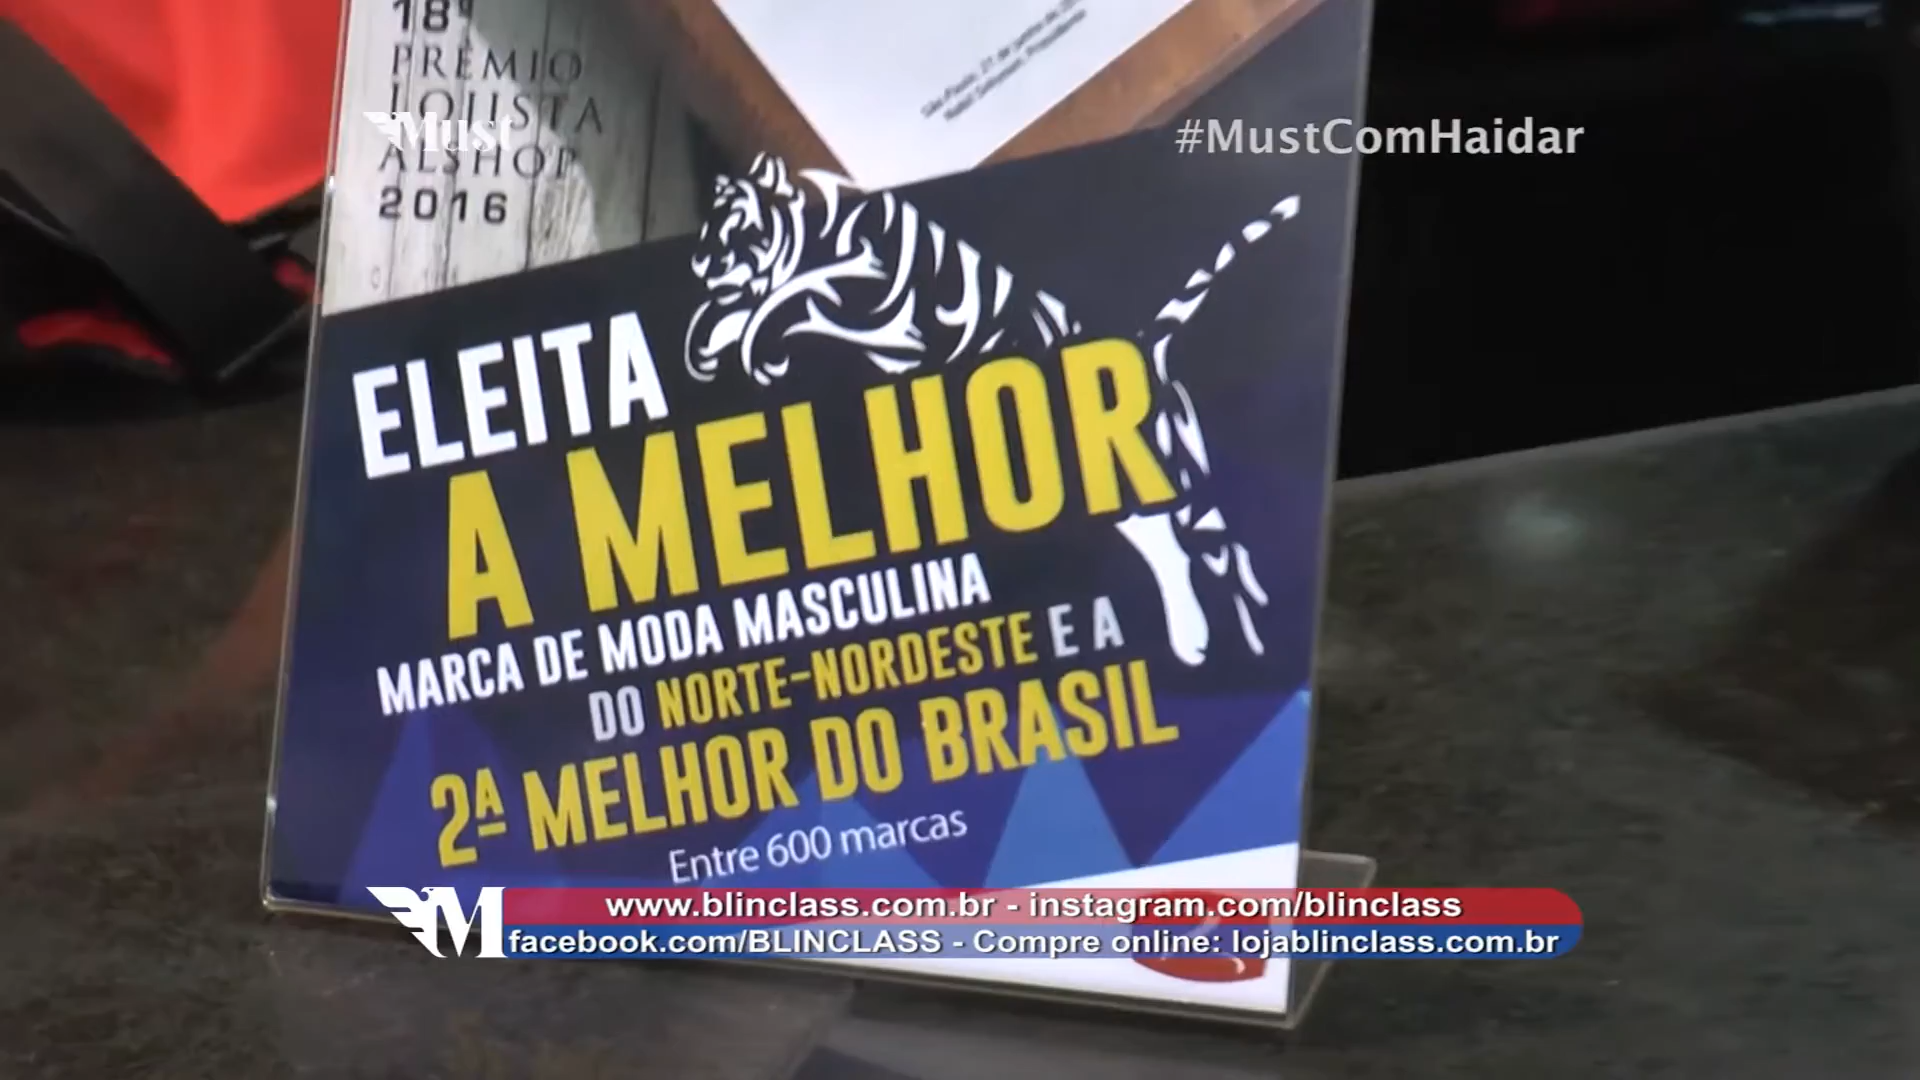 18º
PRÊMIO
LOJISTA
ALSHOP
2016
Must
#MustComHaidar
ELEITA
A MELHOR
MARCA DE MODA MASCULINA
DO NORTE-NORDESTE E A
2ª MELHOR DO BRASIL
Entre 600 marcas
M
www.blinclass.com.br - instagram.com/blinclass
facebook.com/BLINCLASS - Compre online: lojablinclass.com.br